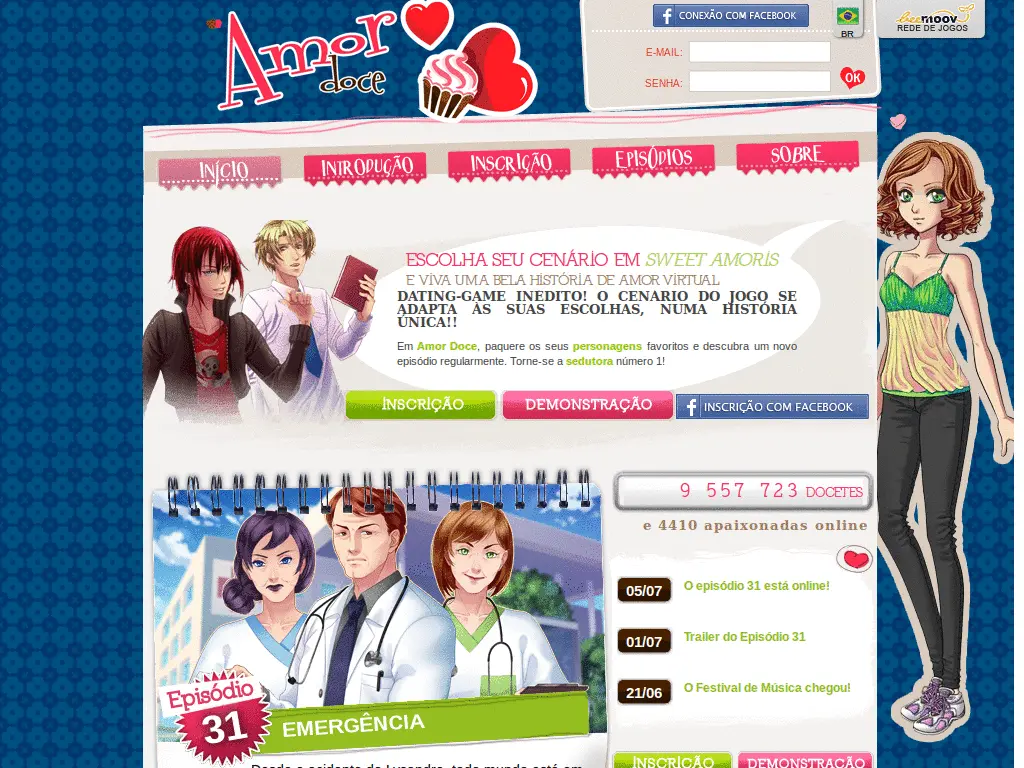 Amor
doce
CONEXÃO COM FACEBOOK
BR
beemoov
REDE DE JOGOS
E-MAIL:
SENHA:
OK
INÍCIO
INTRODUÇÃO
INSCRIÇÃO
EPISÓDIOS
SOBRE
ESCOLHA SEU CENÁRIO EM SWEET AMORIS
E VIVA UMA BELA HISTÓRIA DE AMOR VIRTUAL
DATING-GAME INEDITO! O CENARIO DO JOGO SE
ADAPTA ÀS SUAS ESCOLHAS, NUMA HISTÓRIA
ÚNICA!!
Em Amor Doce, paquere os seus personagens favoritos e descubra um novo
episódio regularmente. Torne-se a sedutora número 1!
INSCRIÇÃO
DEMONSTRAÇÃO
INSCRIÇÃO COM FACEBOOK
9 557 723 DOCETES
e 4410 apaixonadas online
05/07 O episódio 31 está online!
01/07 Trailer do Episódio 31
21/06 O Festival de Música chegou!
Episódio
31
EMERGÊNCIA
Desde o acidente do Lysandre, todo mundo está em
INSCRIÇÃO
DEMONSTRAÇÃO